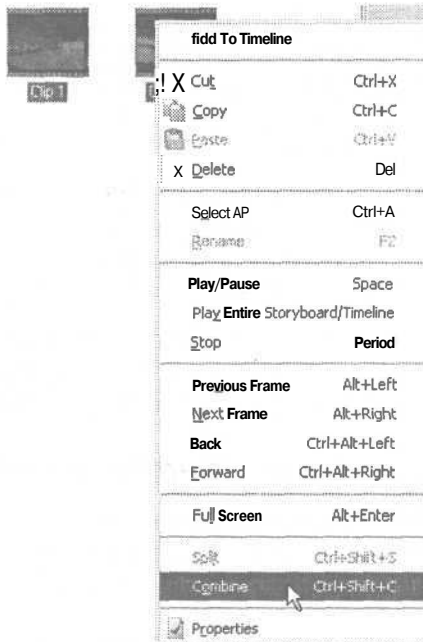 Clip 1
fidd To Timeline
;! X Cut Ctrl+X
Copy Ctrl+C
Paste Ctrl+V
x Delete Del
Select AP Ctrl+A
Rename F2
Play/Pause Space
Play Entire Storyboard/Timeline
Stop Period
Previous Frame Alt+Left
Next Frame Alt+Right
Back Ctrl+Alt+Left
Forward Ctrl+Alt+Right
Full Screen Alt+Enter
Split Ctrl+Shift+S
Combine Ctrl+Shift+C
Properties